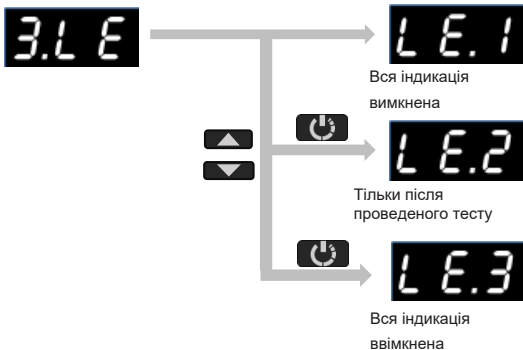 3.L E
L E.1
Вся індикація
вимкнена
L E.2
Тільки після
проведеного тесту
L E.3
Вся індикація
ввімкнена